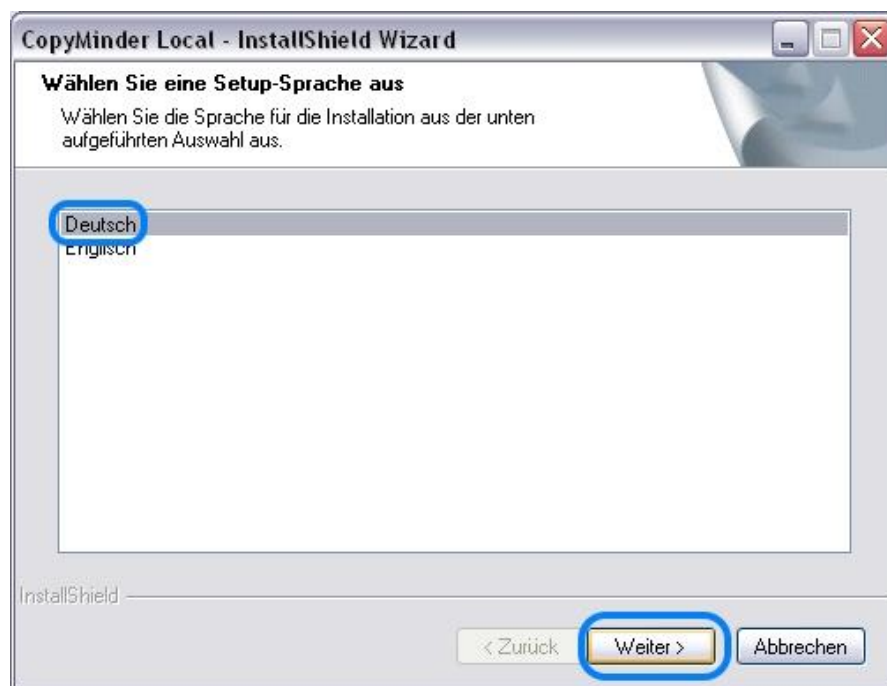 CopyMinder Local - InstallShield Wizard
Wählen Sie eine Setup-Sprache aus
Wählen Sie die Sprache für die Installation aus der unten
aufgeführten Auswahl aus.
Deutsch
Englisch
InstallShield
< Zurück
Weiter >
Abbrechen